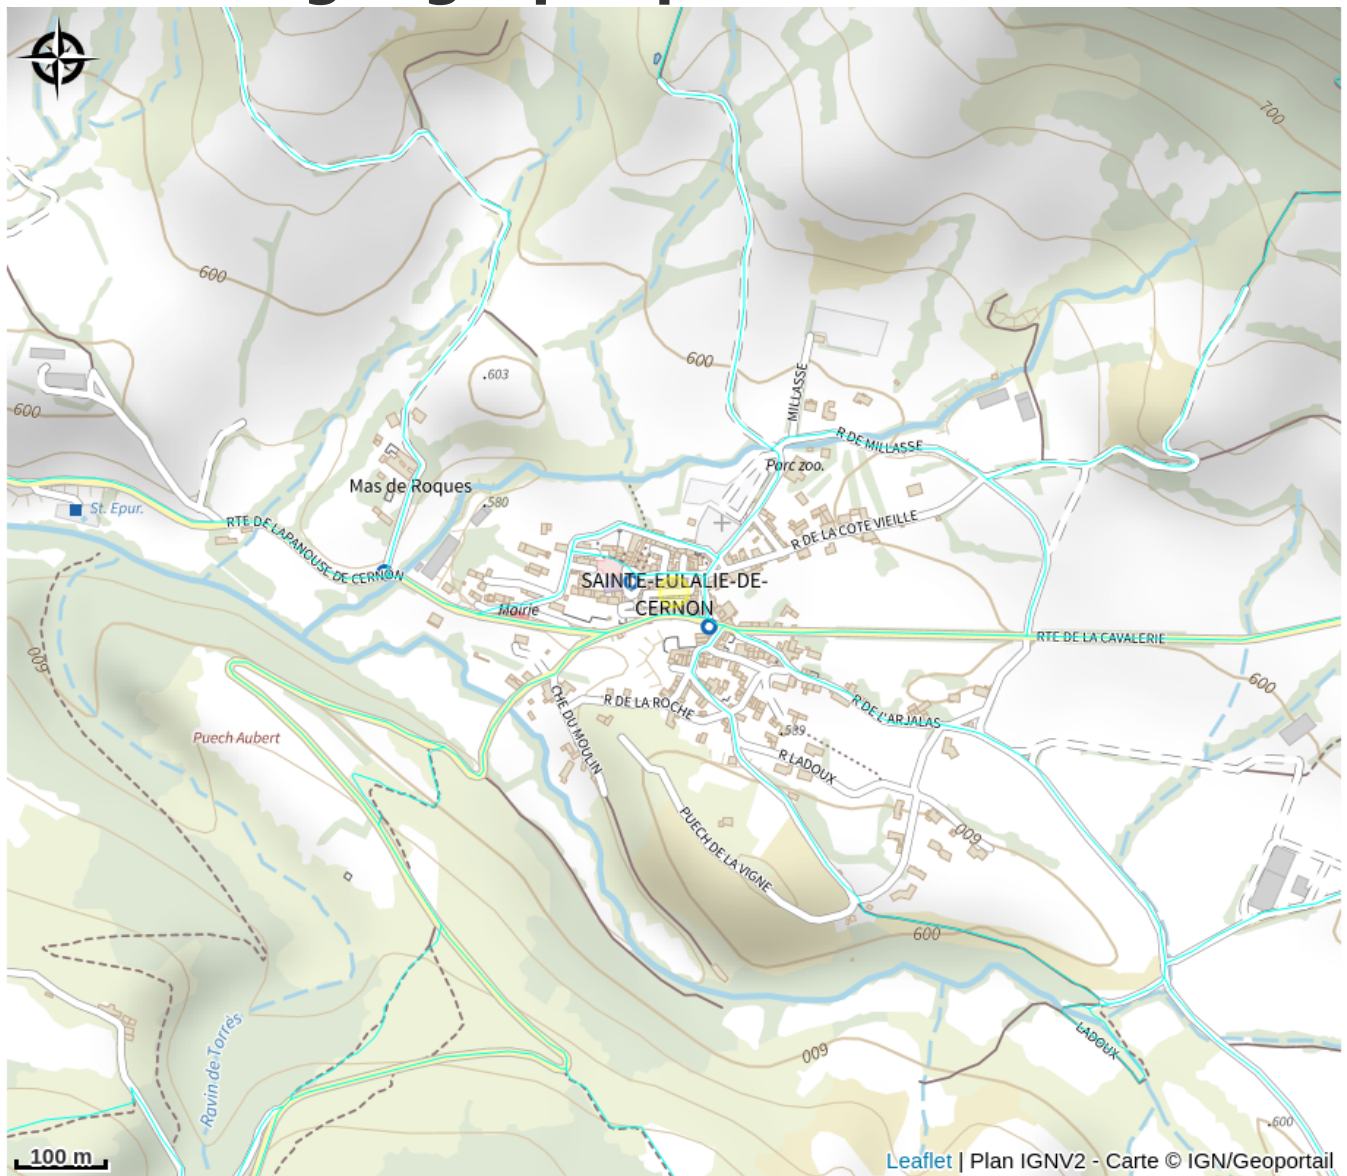 700
600
600
600
.603
MILLASSE
R DE MILLASSE
Parc zoo.
Mas de Roques
.580
St. Epur.
RTE DE LAPANOUSE DE CERNON
R DE LA COTE VIEILLE
SAINTE-EULALIE-DE-
CERNON
Mairie
RTE DE LA CAVALERIE
600
600
CHE DU MOULIN
R DE LA ROCHE
R DE L'ARJALAS
Puech Aubert
.589
R LADOUX
PUECH DE LA VIGNE
600
600
Ravin de Torrès
LADOUX
600
.600
100 m
Leaflet | Plan IGNV2 - Carte © IGN/Geoportail